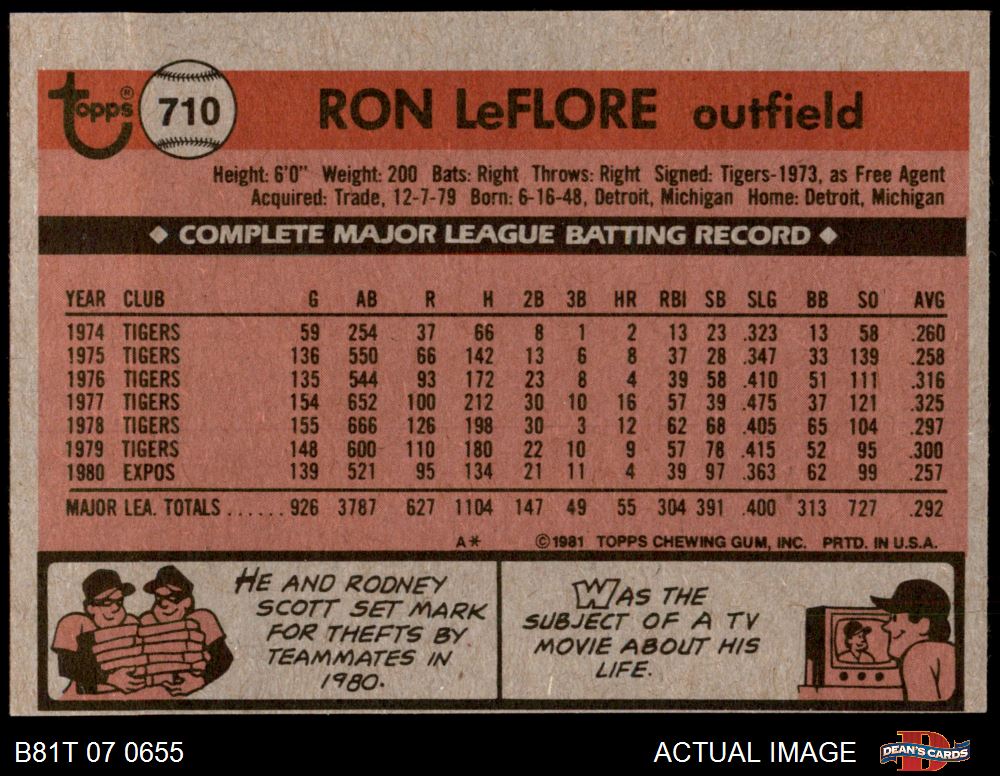 topps® 710 RON LeFLORE outfield
Height: 6'0" Weight: 200 Bats: Right Throws: Right Signed: Tigers-1973, as Free Agent
Acquired: Trade, 12-7-79 Born: 6-16-48, Detroit, Michigan Home: Detroit, Michigan
◆ COMPLETE MAJOR LEAGUE BATTING RECORD ◆
YEAR CLUB G AB R H 2B 3B HR RBI SB SLG BB SO AVG
1974 TIGERS 59 254 37 66 8 1 2 13 23 .323 13 58 .260
1975 TIGERS 136 550 66 142 13 6 8 37 28 .347 33 139 .258
1976 TIGERS 135 544 93 172 23 8 4 39 58 .410 51 111 .316
1977 TIGERS 154 652 100 212 30 10 16 57 39 .475 37 121 .325
1978 TIGERS 155 666 126 198 30 3 12 62 68 .405 65 104 .297
1979 TIGERS 148 600 110 180 22 10 9 57 78 .415 52 95 .300
1980 EXPOS 139 521 95 134 21 11 4 39 97 .363 62 99 .257
MAJOR LEA. TOTALS ...... 926 3787 627 1104 147 49 55 304 391 .400 313 727 .292
A* ©1981 TOPPS CHEWING GUM, INC. PRTD. IN U.S.A.
HE AND RODNEY
SCOTT SET MARK
FOR THEFTS BY
TEAMMATES IN
1980.
WAS THE
SUBJECT OF A TV
MOVIE ABOUT HIS
LIFE.
B81T 07 0655 ACTUAL IMAGE DEAN'S CARDS